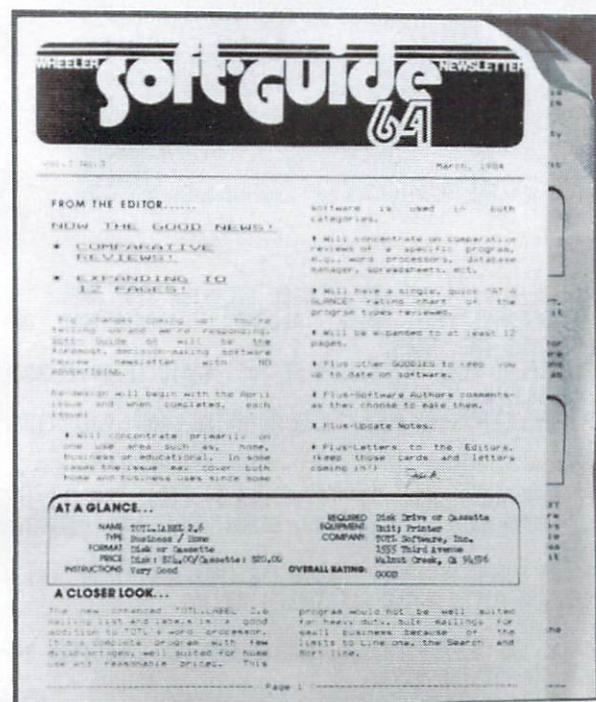 WHEELER
soft·guide
64
NEWSLETTER
Vol.I No.3
March, 1984
FROM THE EDITOR......
NOW THE GOOD NEWS!
* COMPARATIVE
REVIEWS!
* EXPANDING TO
12 PAGES!
Big changes coming up! You're
telling us and we're responding.
Soft- Guide 64 will be the
foremost, decision-making software
review newsletter with NO
ADVERTISING.
Redesign will begin with the April
issue and when completed, each
issue:
* Will concentrate primarily on
one use area such as, home,
business or educational. In some
cases the issue may cover both
home and business uses since some
software is used in both
categories.
* Will concentrate on comparative
reviews of a specific program,
e.g., word processors, database
manager, spreadsheets, ect.
* Will have a single, quick "AT A
GLANCE" rating chart of the
program types reviewed.
* Will be expanded to at least 12
pages.
* Plus other GOODIES to keep you
up to date on software.
* Plus-Software Authors comments-
as they choose to make them.
* Plus-Update Notes.
* Plus-Letters to the Editors.
(keep those cards and letters
coming in!)
AT A GLANCE...
NAME TOTL.LABEL 2.6
TYPE Business / Home
FORMAT Disk or Cassette
PRICE Disk: $24.00/Cassette: $20.00
INSTRUCTIONS Very Good
REQUIRED Disk Drive or Cassette
EQUIPMENT Unit; Printer
COMPANY: TOTL Software, Inc.
1555 Third Avenue
Walnut Creek, CA 94596
OVERALL RATING:
GOOD
A CLOSER LOOK...
The new enhanced TOTL.LABEL 2.6
mailing list and labels is a good
addition to TOTL's word processor.
It's a complete program with few
disadvantages, well suited for home
use and reasonable priced. This
program would not be well suited
for heavy duty, bulk mailings for
small business because of the
limits to Line one, the Search and
Sort line.
Page 1